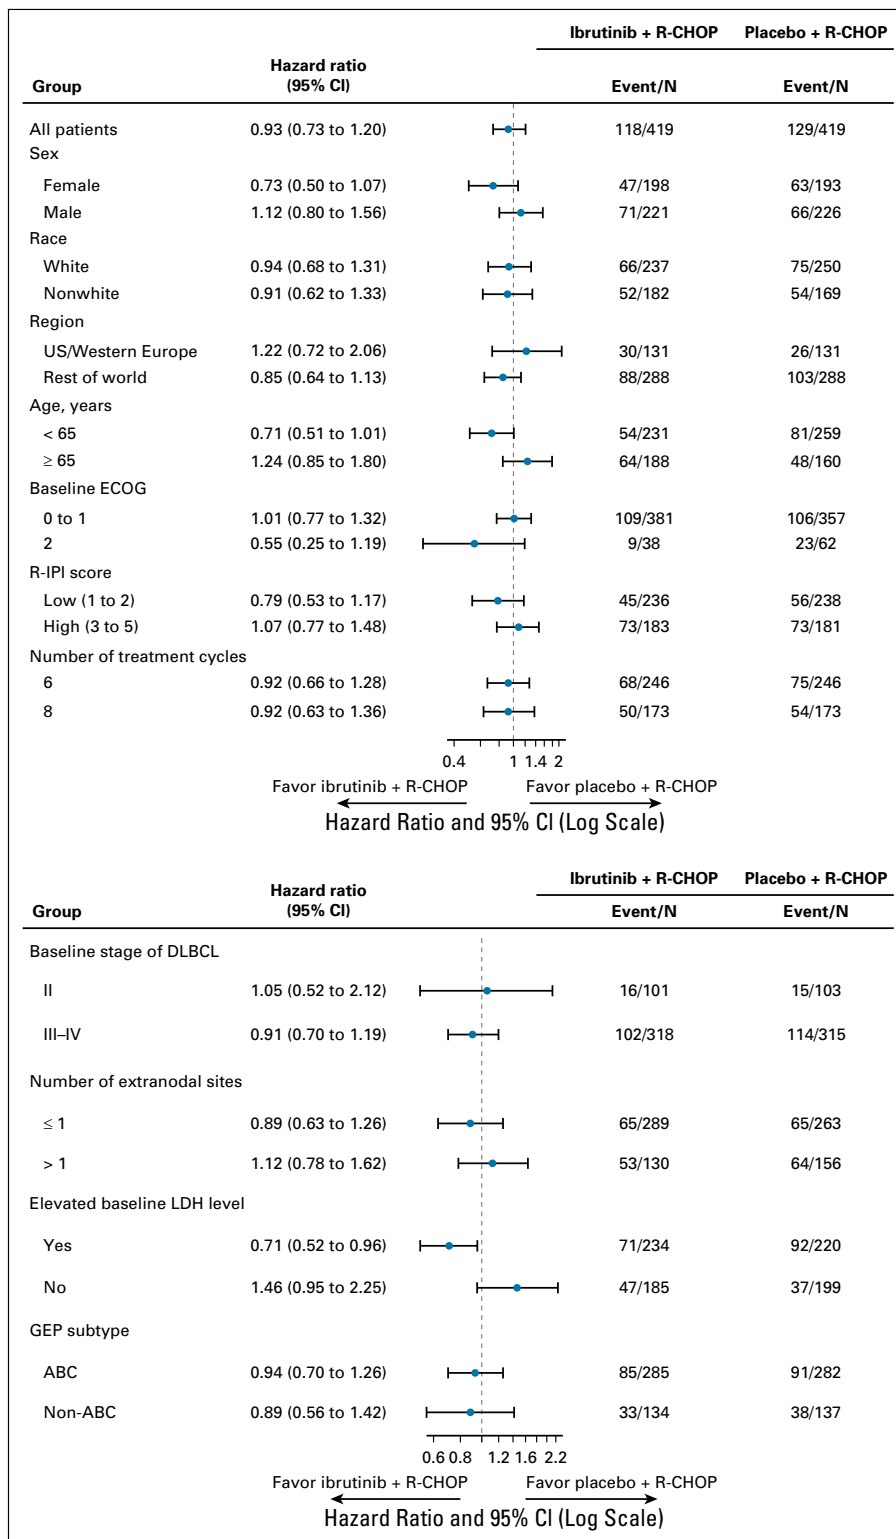 Ibrutinib + R-CHOP Placebo + R-CHOP
Hazard ratio
Group (95% CI) Event/N Event/N
All patients 0.93 (0.73 to 1.20) 118/419 129/419
Sex
Female 0.73 (0.50 to 1.07) 47/198 63/193
Male 1.12 (0.80 to 1.56) 71/221 66/226
Race
White 0.94 (0.68 to 1.31) 66/237 75/250
Nonwhite 0.91 (0.62 to 1.33) 52/182 54/169
Region
US/Western Europe 1.22 (0.72 to 2.06) 30/131 26/131
Rest of world 0.85 (0.64 to 1.13) 88/288 103/288
Age, years
< 65 0.71 (0.51 to 1.01) 54/231 81/259
≥ 65 1.24 (0.85 to 1.80) 64/188 48/160
Baseline ECOG
0 to 1 1.01 (0.77 to 1.32) 109/381 106/357
2 0.55 (0.25 to 1.19) 9/38 23/62
R-IPI score
Low (1 to 2) 0.79 (0.53 to 1.17) 45/236 56/238
High (3 to 5) 1.07 (0.77 to 1.48) 73/183 73/181
Number of treatment cycles
6 0.92 (0.66 to 1.28) 68/246 75/246
8 0.92 (0.63 to 1.36) 50/173 54/173
0.4 1 1.4 2
Favor ibrutinib + R-CHOP Favor placebo + R-CHOP
Hazard Ratio and 95% CI (Log Scale)
Ibrutinib + R-CHOP Placebo + R-CHOP
Hazard ratio
Group (95% CI) Event/N Event/N
Baseline stage of DLBCL
II 1.05 (0.52 to 2.12) 16/101 15/103
III–IV 0.91 (0.70 to 1.19) 102/318 114/315
Number of extranodal sites
≤ 1 0.89 (0.63 to 1.26) 65/289 65/263
> 1 1.12 (0.78 to 1.62) 53/130 64/156
Elevated baseline LDH level
Yes 0.71 (0.52 to 0.96) 71/234 92/220
No 1.46 (0.95 to 2.25) 47/185 37/199
GEP subtype
ABC 0.94 (0.70 to 1.26) 85/285 91/282
Non-ABC 0.89 (0.56 to 1.42) 33/134 38/137
0.6 0.8 1.2 1.6 2.2
Favor ibrutinib + R-CHOP Favor placebo + R-CHOP
Hazard Ratio and 95% CI (Log Scale)